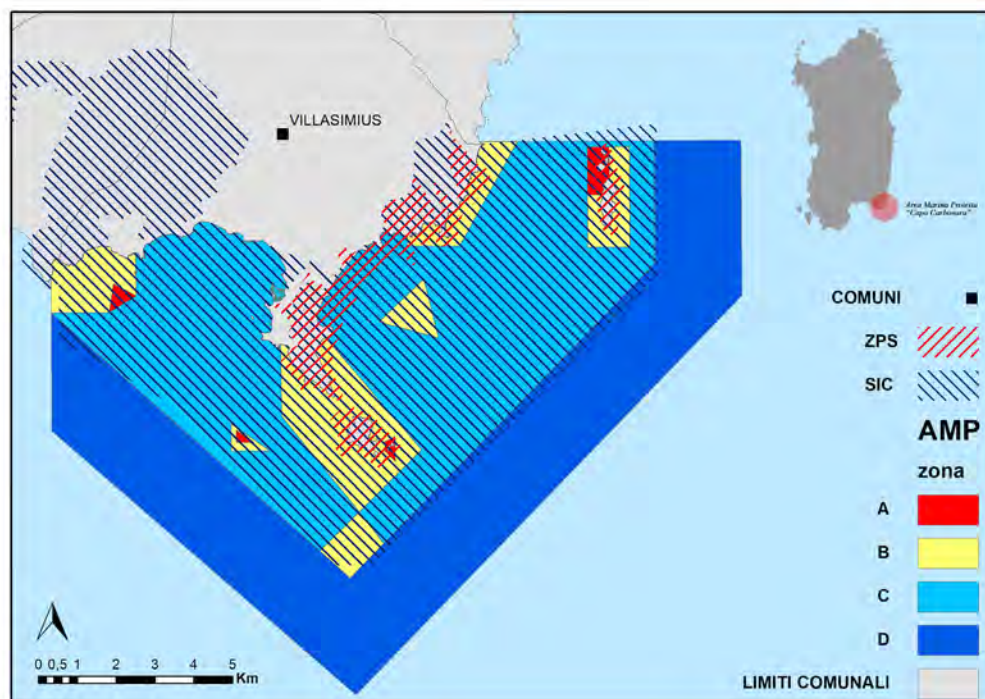 VILLASIMIUS
Area Marina Protetta
"Capo Carbonara"
COMUNI
ZPS
SIC
AMP
zona
A
B
C
D
LIMITI COMUNALI
0 0,5 1 2 3 4 5
Km